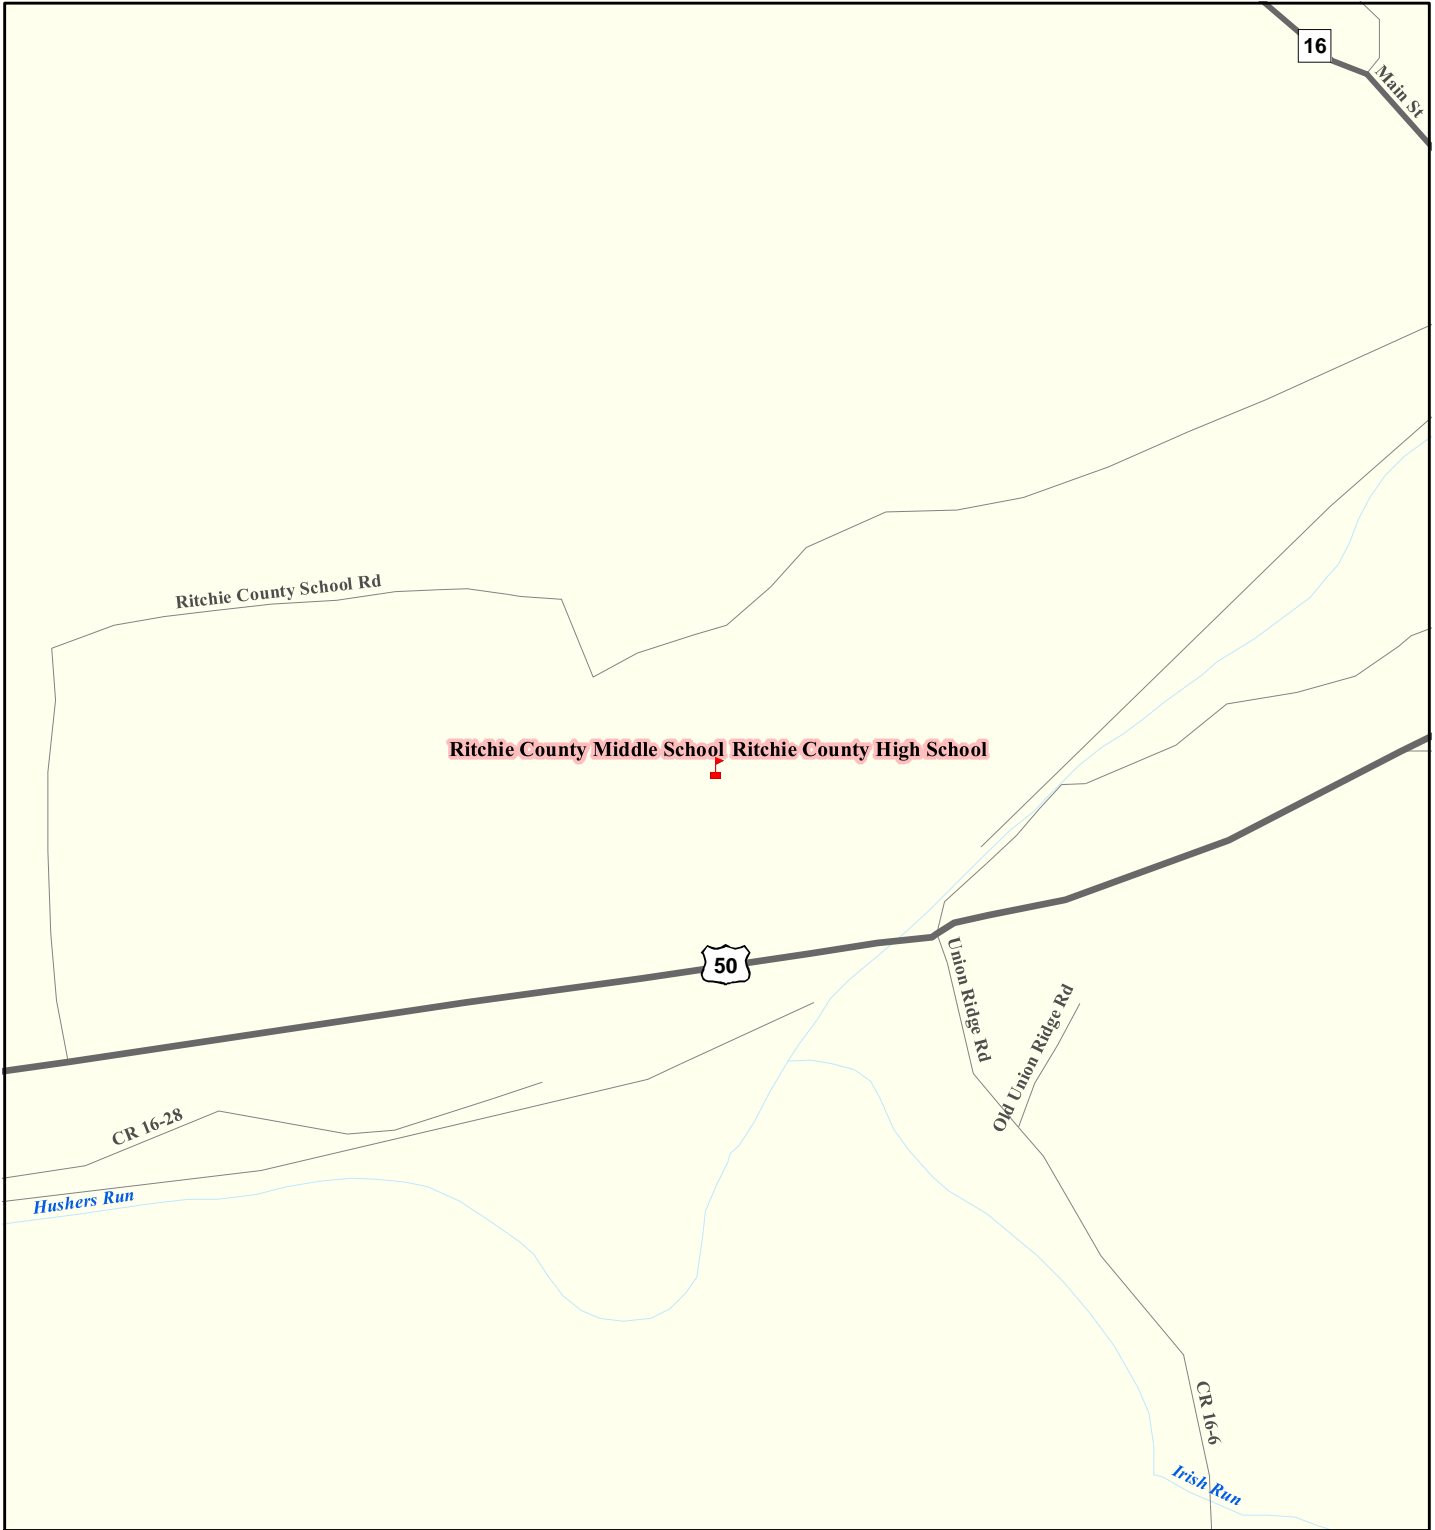 16
Main St
Ritchie County School Rd
Ritchie County Middle School Ritchie County High School
50
Union Ridge Rd
Old Union Ridge Rd
CR 16-28
Hushers Run
CR 16-6
Irish Run